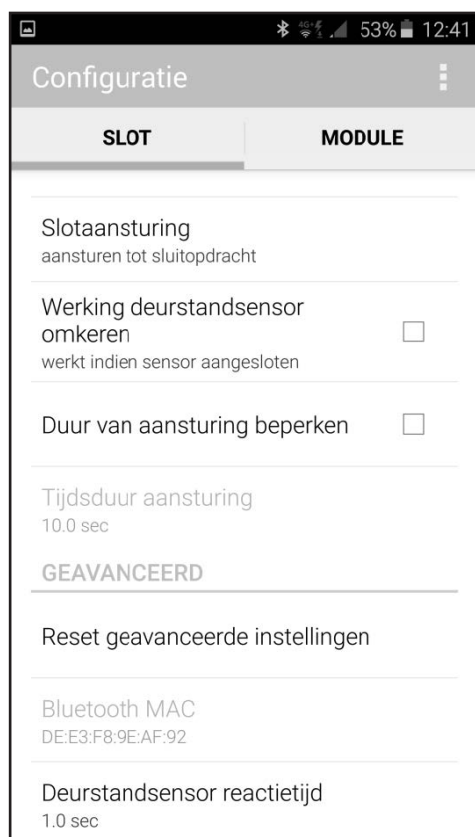 4G+ 53% 12:41
Configuratie
SLOT MODULE
Slotaansturing
aansturen tot sluitopdracht
Werking deurstandsensor
omkeren
werkt indien sensor aangesloten
Duur van aansturing beperken
Tijdsduur aansturing
10.0 sec
GEAVANCEERD
Reset geavanceerde instellingen
Bluetooth MAC
DE:E3:F8:9E:AF:92
Deurstandsensor reactietijd
1.0 sec